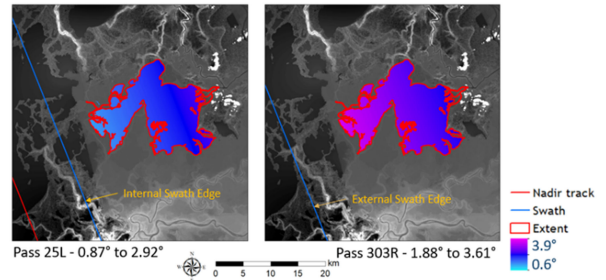 Internal Swath Edge
External Swath Edge
Pass 25L - 0.87° to 2.92°
Pass 303R - 1.88° to 3.61°
N
W E
S
0 5 10 15 20 km
Nadir track
Swath
Extent
3.9°
0.6°